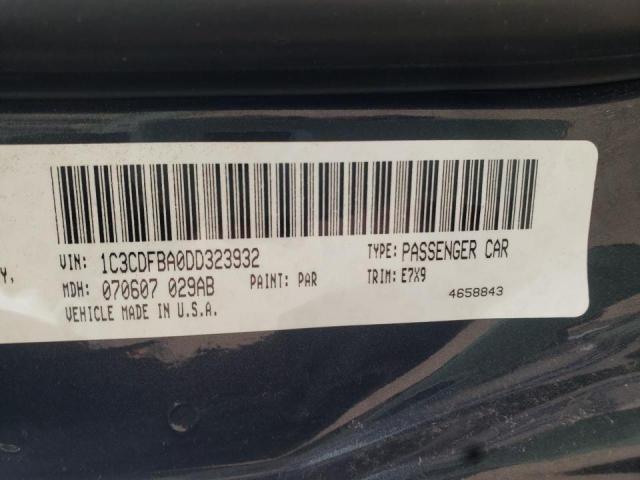 Y,
VIN: 1C3CDFBA0DD323932
TYPE: PASSENGER CAR
MDH: 070607 029AB
PAINT: PAR
TRIM: E7X9
VEHICLE MADE IN U.S.A.
4658843